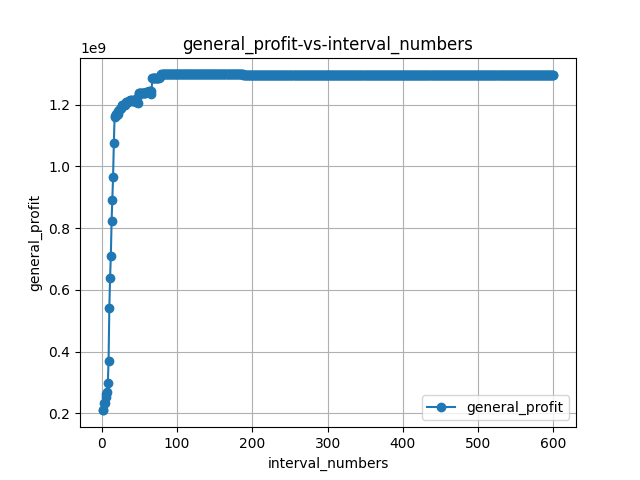 general_profit-vs-interval_numbers
1e9
1.2
1.0
0.8
0.6
0.4
0.2
general_profit
general_profit
0 100 200 300 400 500 600
interval_numbers